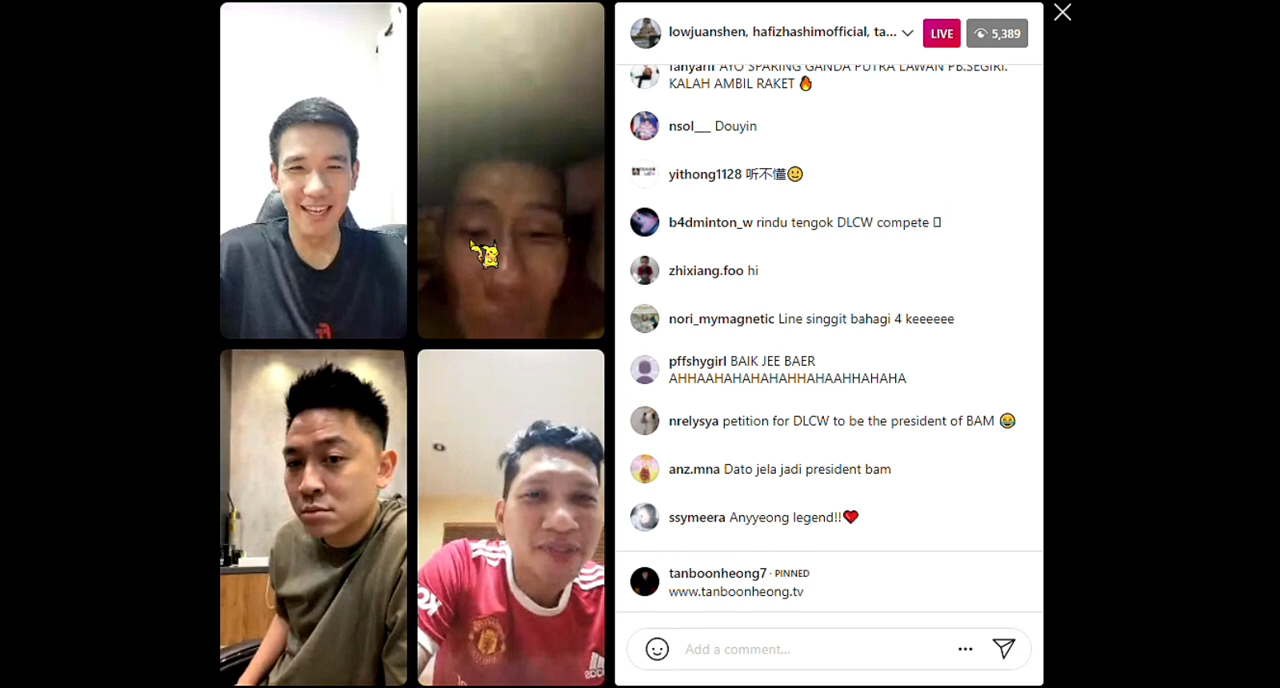 lowjuanshen, hafizhashimofficial, ta...
LIVE
5,389
fanyarif AYO SPARING GANDA PUTRA LAWAN PB.SEGIRI.
KALAH AMBIL RAKET 🔥
nsol___ Douyin
yithong1128 听不懂🙂
b4dminton_w rindu tengok DLCW compete
zhixiang.foo hi
nori_mymagnetic Line singgit bahagi 4 keeeeee
pffshygirl BAIK JEE BAER
AHHAAHAHAHAHAHHAHAAHHAHAHA
nrelysya petition for DLCW to be the president of BAM 😂
anz.mna Dato jela jadi president bam
ssymeera Anyyeong legend!!❤️
tanboonheong7 · PINNED
www.tanboonheong.tv
Add a comment...